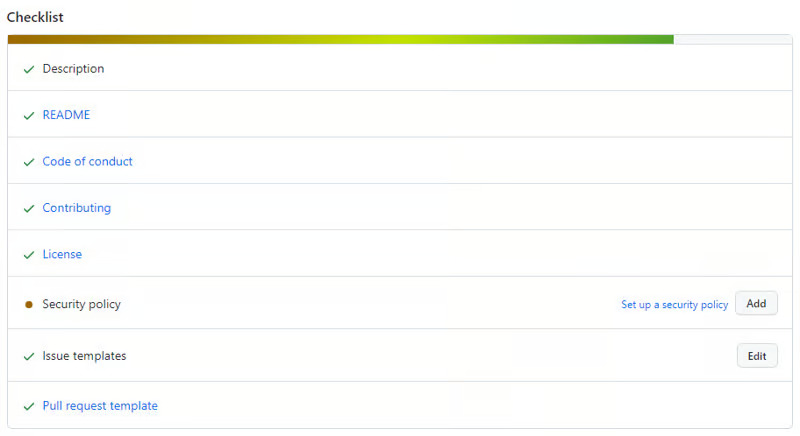 Checklist
Description
README
Code of conduct
Contributing
License
Security policy Set up a security policy Add
Issue templates Edit
Pull request template